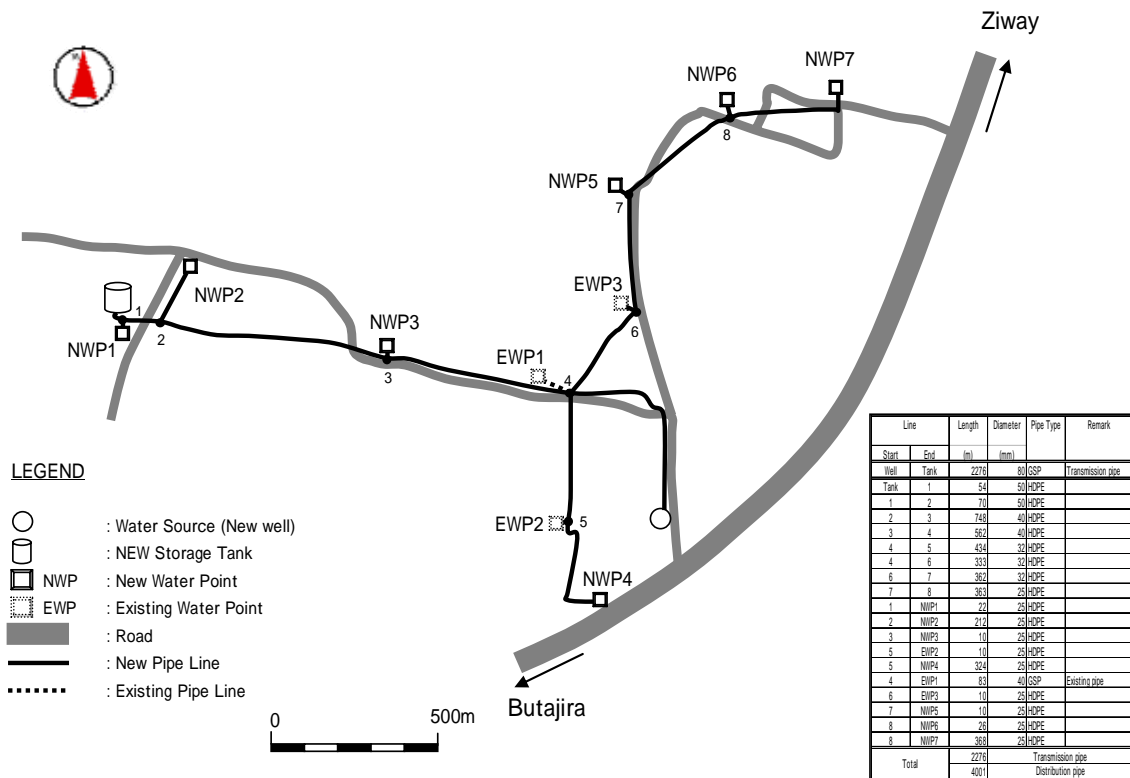 Ziway
NWP7
NWP6
8
NWP5
7
EWP3
NWP2
6
1
NWP3
NWP1
2
EWP1
4
3
LEGEND
: Water Source (New well)
EWP2
5
: NEW Storage Tank
NWP : New Water Point
NWP4
EWP : Existing Water Point
: Road
: New Pipe Line
: Existing Pipe Line
Butajira
0 500m
Line Length Diameter Pipe Type Remark
Start End (m) (mm)
Well Tank 2276 80 GSP Transmission pipe
Tank 1 54 50 HDPE
1 2 70 50 HDPE
2 3 748 40 HDPE
3 4 562 40 HDPE
4 5 434 32 HDPE
4 6 333 32 HDPE
6 7 362 32 HDPE
7 8 363 25 HDPE
1 NWP1 22 25 HDPE
2 NWP2 212 25 HDPE
3 NWP3 10 25 HDPE
5 EWP2 10 25 HDPE
5 NWP4 324 25 HDPE
4 EWP1 83 40 GSP Existing pipe
6 EWP3 10 25 HDPE
7 NWP5 10 25 HDPE
8 NWP6 26 25 HDPE
8 NWP7 368 25 HDPE
Total 2276 Transmission pipe
4001 Distribution pipe